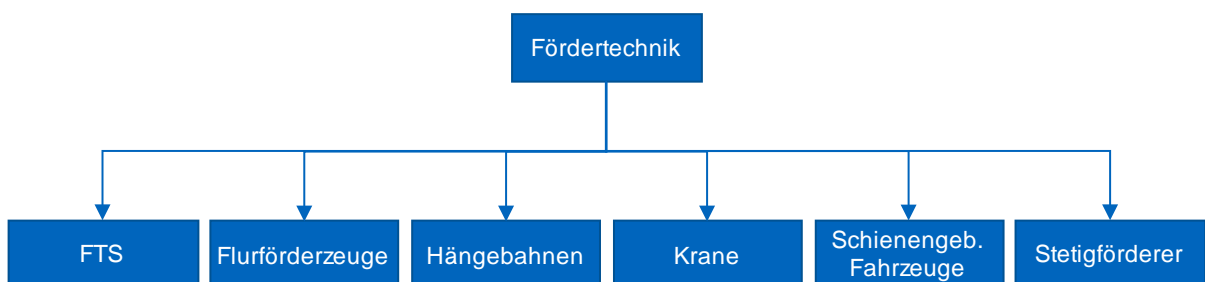 Fördertechnik
FTS
Flurförderzeuge
Hängebahnen
Krane
Schienengeb.
Fahrzeuge
Stetigförderer